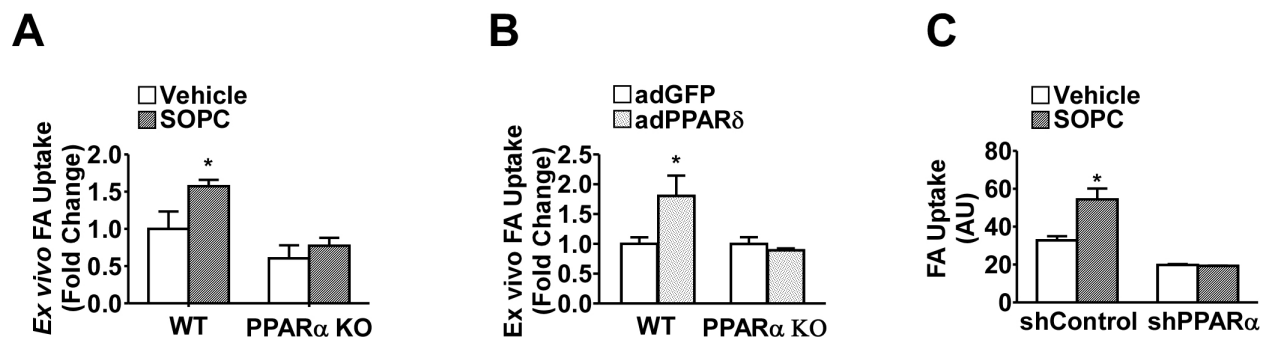 A
Vehicle
SOPC
Ex vivo FA Uptake
(Fold Change)
2.0
1.5
1.0
0.5
0.0
*
WT
PPARα KO
B
adGFP
adPPARδ
Ex vivo FA Uptake
(Fold Change)
2.5
2.0
1.5
1.0
0.5
0.0
*
WT
PPARα KO
C
Vehicle
SOPC
FA Uptake
(AU)
80
60
40
20
0
*
shControl
shPPARα